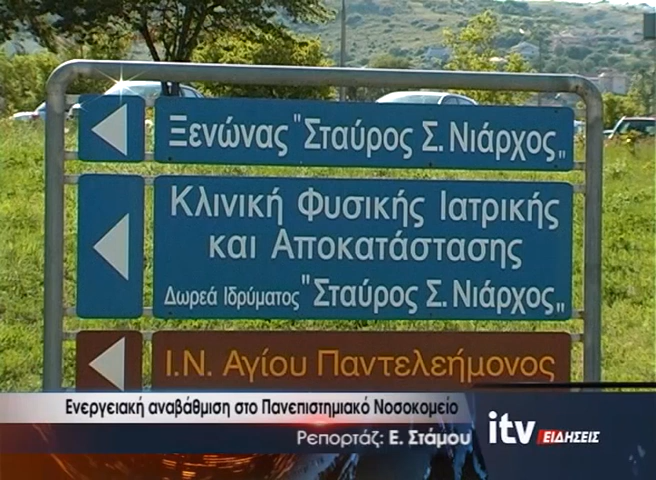 Ξενώνας "Σταύρος Σ. Νιάρχος„
Κλινική Φυσικής Ιατρικής
και Αποκατάστασης
Δωρεά Ιδρύματος "Σταύρος Σ. Νιάρχος„
Ι.Ν. Αγίου Παντελεήμονος
Ενεργειακή αναβάθμιση στο Πανεπιστημιακό Νοσοκομείο
Ρεπορτάζ: Ε. Στάμου
itv ΕΙΔΗΣΕΙΣ